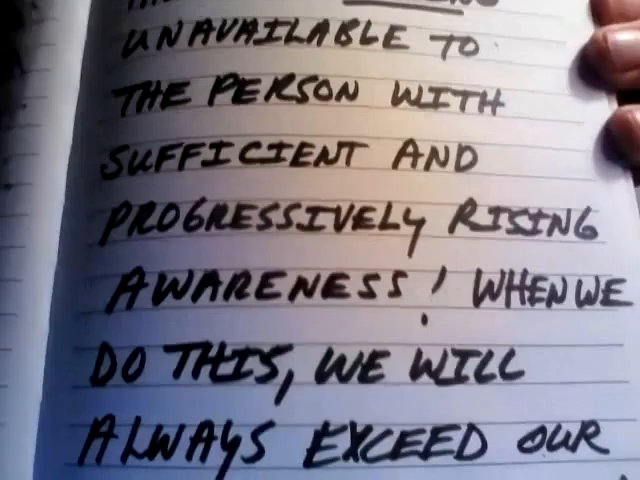 UNAVAILABLE TO
THE PERSON WITH
SUFFICIENT AND
PROGRESSIVELY RISING
AWARENESS! WHEN WE
DO THIS, WE WILL
ALWAYS EXCEED OUR